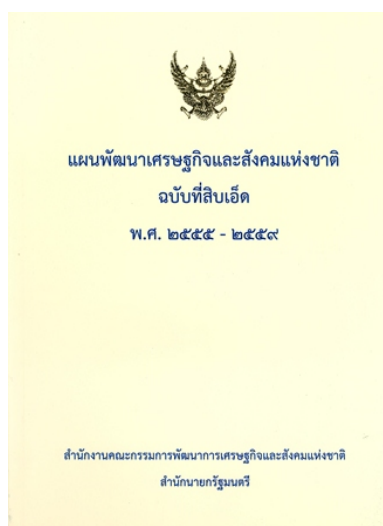 แผนพัฒนาเศรษฐกิจและสังคมแห่งชาติ
ฉบับที่สิบเอ็ด
พ.ศ. ๒๕๕๕ - ๒๕๕๙
สำนักงานคณะกรรมการพัฒนาการเศรษฐกิจและสังคมแห่งชาติ
สำนักนายกรัฐมนตรี